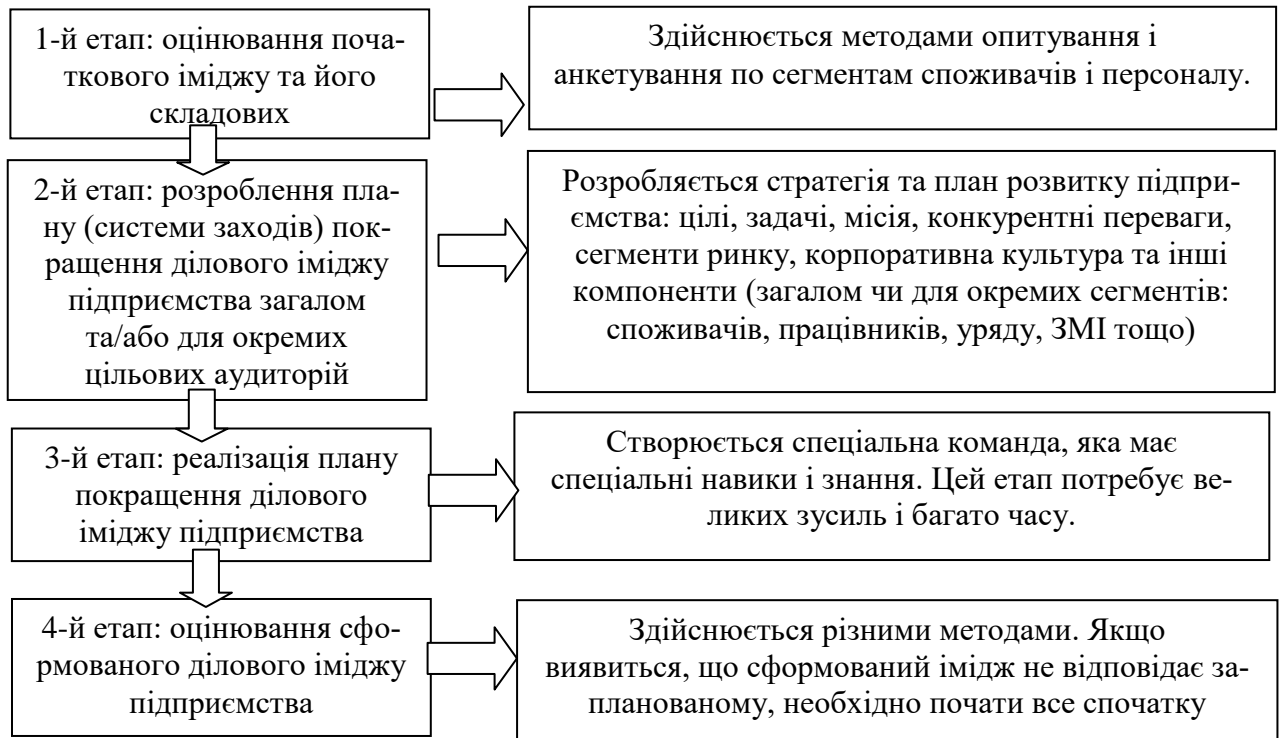 1-й етап: оцінювання поча-
ткового іміджу та його
складових
Здійснюється методами опитування і
анкетування по сегментам споживачів і персоналу.
2-й етап: розроблення пла-
ну (системи заходів) пок-
ращення ділового іміджу
підприємства загалом
та/або для окремих
цільових аудиторій
Розробляється стратегія та план розвитку підпри-
ємства: цілі, задачі, місія, конкурентні переваги,
сегменти ринку, корпоративна культура та інші
компоненти (загалом чи для окремих сегментів:
споживачів, працівників, уряду, ЗМІ тощо)
3-й етап: реалізація плану
покращення ділового
іміджу підприємства
Створюється спеціальна команда, яка має
спеціальні навики і знання. Цей етап потребує ве-
ликих зусиль і багато часу.
4-й етап: оцінювання сфо-
рмованого ділового іміджу
підприємства
Здійснюється різними методами. Якщо
виявиться, що сформований імідж не відповідає за-
планованому, необхідно почати все спочатку